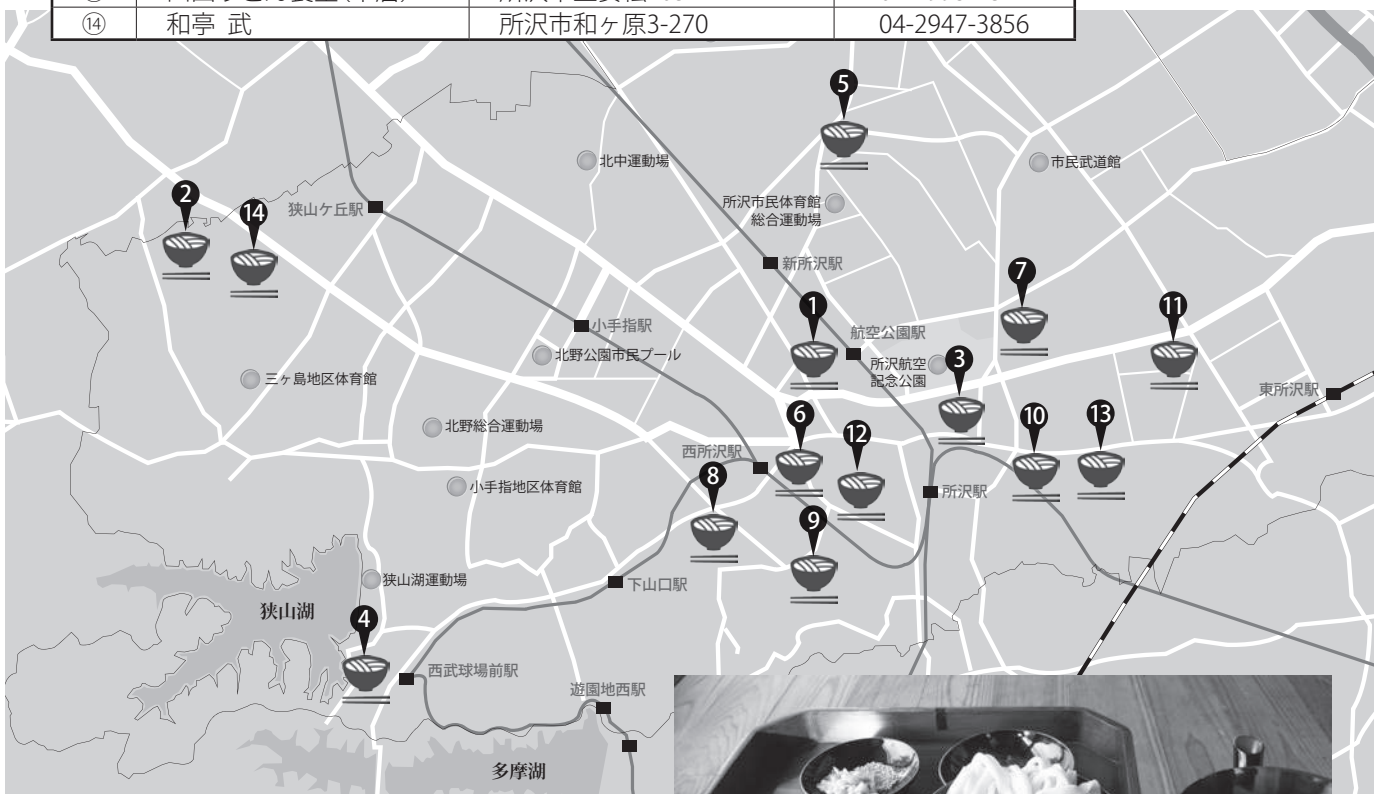 ⑭ 和亭 武 所沢市和ヶ原3-270 04-2947-3856
5
北中運動場
市民武道館
2
14
狭山ケ丘駅
所沢市民体育館
総合運動場
新所沢駅
7
1
11
小手指駅
航空公園駅
北野公園市民プール
所沢航空
記念公園
3
三ヶ島地区体育館
東所沢駅
6
10
13
北野総合運動場
12
西所沢駅
8
小手指地区体育館
所沢駅
9
狭山湖運動場
下山口駅
狭山湖
4
西武球場前駅
遊園地西駅
多摩湖